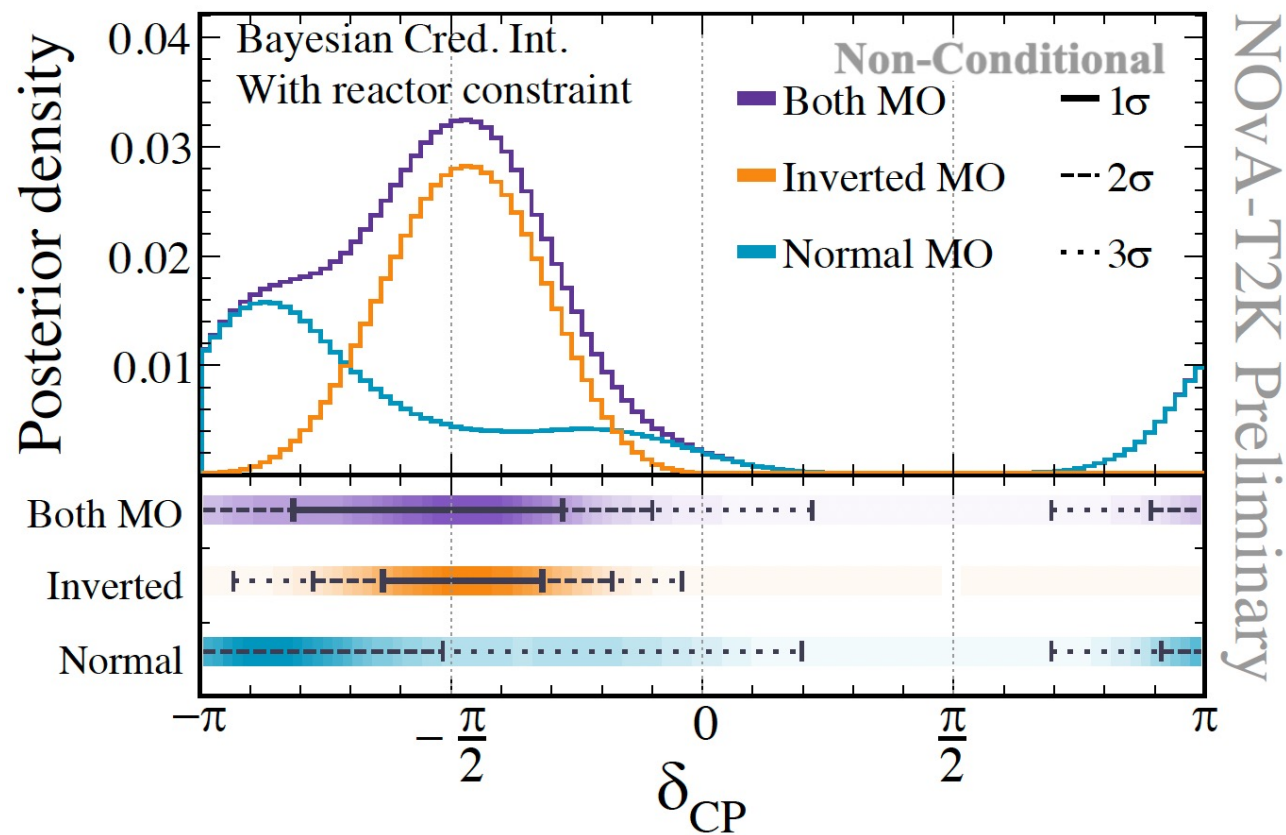 0.04
0.03
0.02
0.01
Posterior density
Bayesian Cred. Int.
With reactor constraint
Non-Conditional
Both MO
1σ
Inverted MO
2σ
Normal MO
3σ
Both MO
Inverted
Normal
−π
−π/2
0
π/2
π
δCP
NOvA-T2K Preliminary